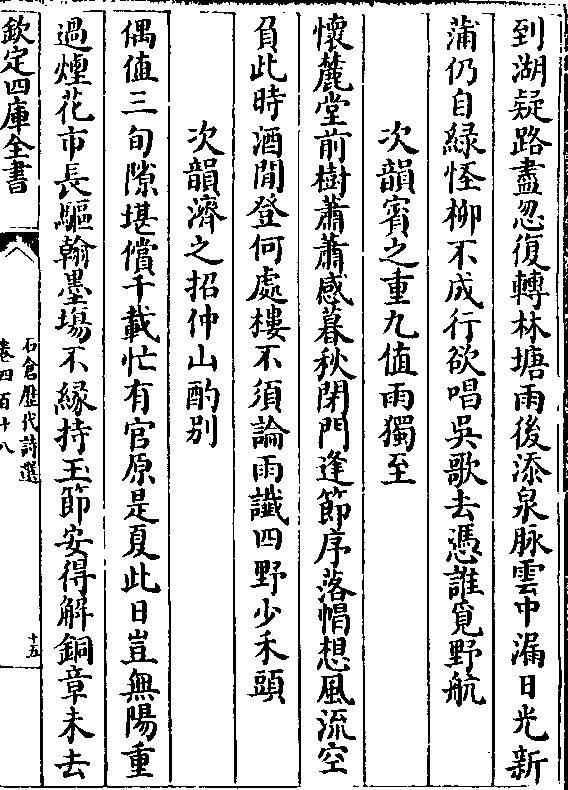 到湖疑路盡忽復轉林塘雨後添泉脉雲中漏日光新
蒲仍自綠怪柳不成行欲唱吳歌去憑誰覓野航
次韻賓之重九值雨獨至
懷麓堂前樹蕭蕭感暮秋閉門逢節序落帽想風流空
負此時酒閒登何處樓不須論雨讖四野少禾頭
次韻濟之招仲山酌别
偶值三旬隙堪償千載忙有官原是夏此日豈無陽重
過煙花市長驅翰墨塲不縁持玉節安得解銅章未去
欽定四庫全書
石倉歷代詩選
卷四百十八
十五